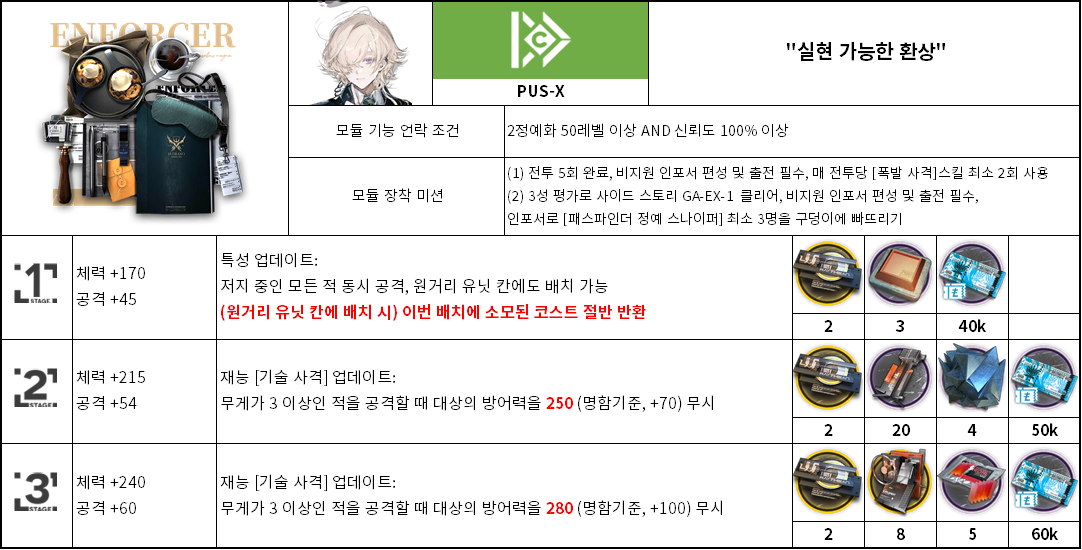 ENFORCER
ENFORCER
PUS-X
"실현 가능한 환상"
모듈 기능 언락 조건
2정예화 50레벨 이상 AND 신뢰도 100% 이상
모듈 장착 미션
(1) 전투 5회 완료, 비지원 인포서 편성 및 출전 필수, 매 전투당 [폭발 사격]스킬 최소 2회 사용
(2) 3성 평가로 사이드 스토리 GA-EX-1 클리어, 비지원 인포서 편성 및 출전 필수,
인포서로 [패스파인더 정예 스나이퍼] 최소 3명을 구덩이에 빠뜨리기
1
STAGE
체력 +170
공격 +45
특성 업데이트:
저지 중인 모든 적 동시 공격, 원거리 유닛 칸에도 배치 가능
(원거리 유닛 칸에 배치 시) 이번 배치에 소모된 코스트 절반 반환
2
3
40k
2
STAGE
체력 +215
공격 +54
재능 [기술 사격] 업데이트:
무게가 3 이상인 적을 공격할 때 대상의 방어력을 250 (명함기준, +70) 무시
2
20
4
50k
3
STAGE
체력 +240
공격 +60
재능 [기술 사격] 업데이트:
무게가 3 이상인 적을 공격할 때 대상의 방어력을 280 (명함기준, +100) 무시
2
8
5
60k